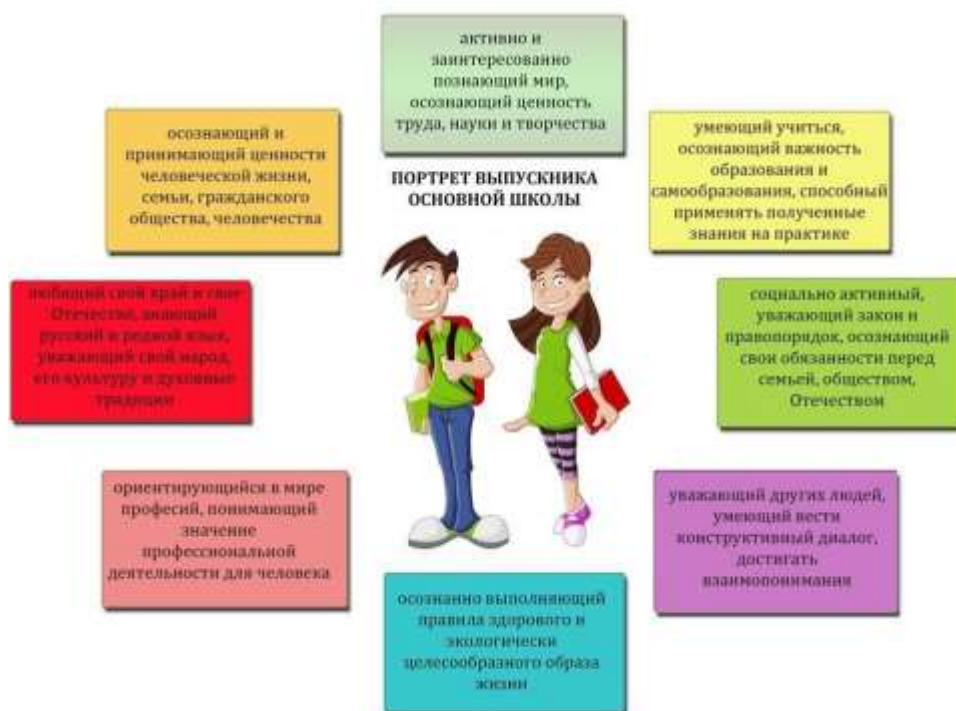 активно и
заинтересованно
познающий мир,
осознающий ценность
труда, науки и творчества
осознающий и
принимающий ценности
человеческой жизни,
семьи, гражданского
общества, человечества
ПОРТРЕТ ВЫПУСКНИКА
ОСНОВНОЙ ШКОЛЫ
умеющий учиться,
осознающий важность
образования и
самообразования, способный
применять полученные
знания на практике
любящий свой край и свое
Отечество, знающий
русский и родной язык,
уважающий свой народ,
его культуру и духовные
традиции
социально активный,
уважающий закон и
правопорядок, осознающий
свои обязанности перед
семьей, обществом,
Отечеством
ориентирующийся в мире
професий, понимающий
значение
профессиональной
деятельности для человека
уважающий других людей,
умеющий вести
конструктивный диалог,
достигать
взаимопонимания
осознанно выполняющий
правила здорового и
экологически
целесообразного образа
жизни